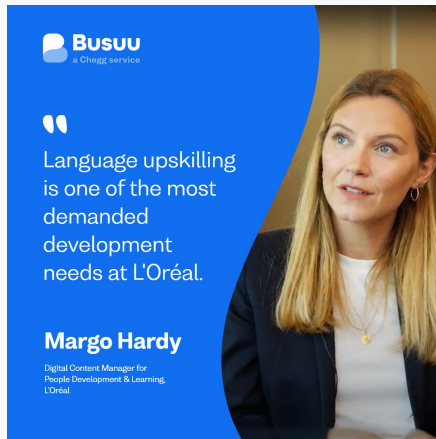 Busuu
a Chegg service
Language upskilling
is one of the most
demanded
development
needs at L'Oréal.
Margo Hardy
Digital Content Manager for
People Development & Learning,
L'Oréal